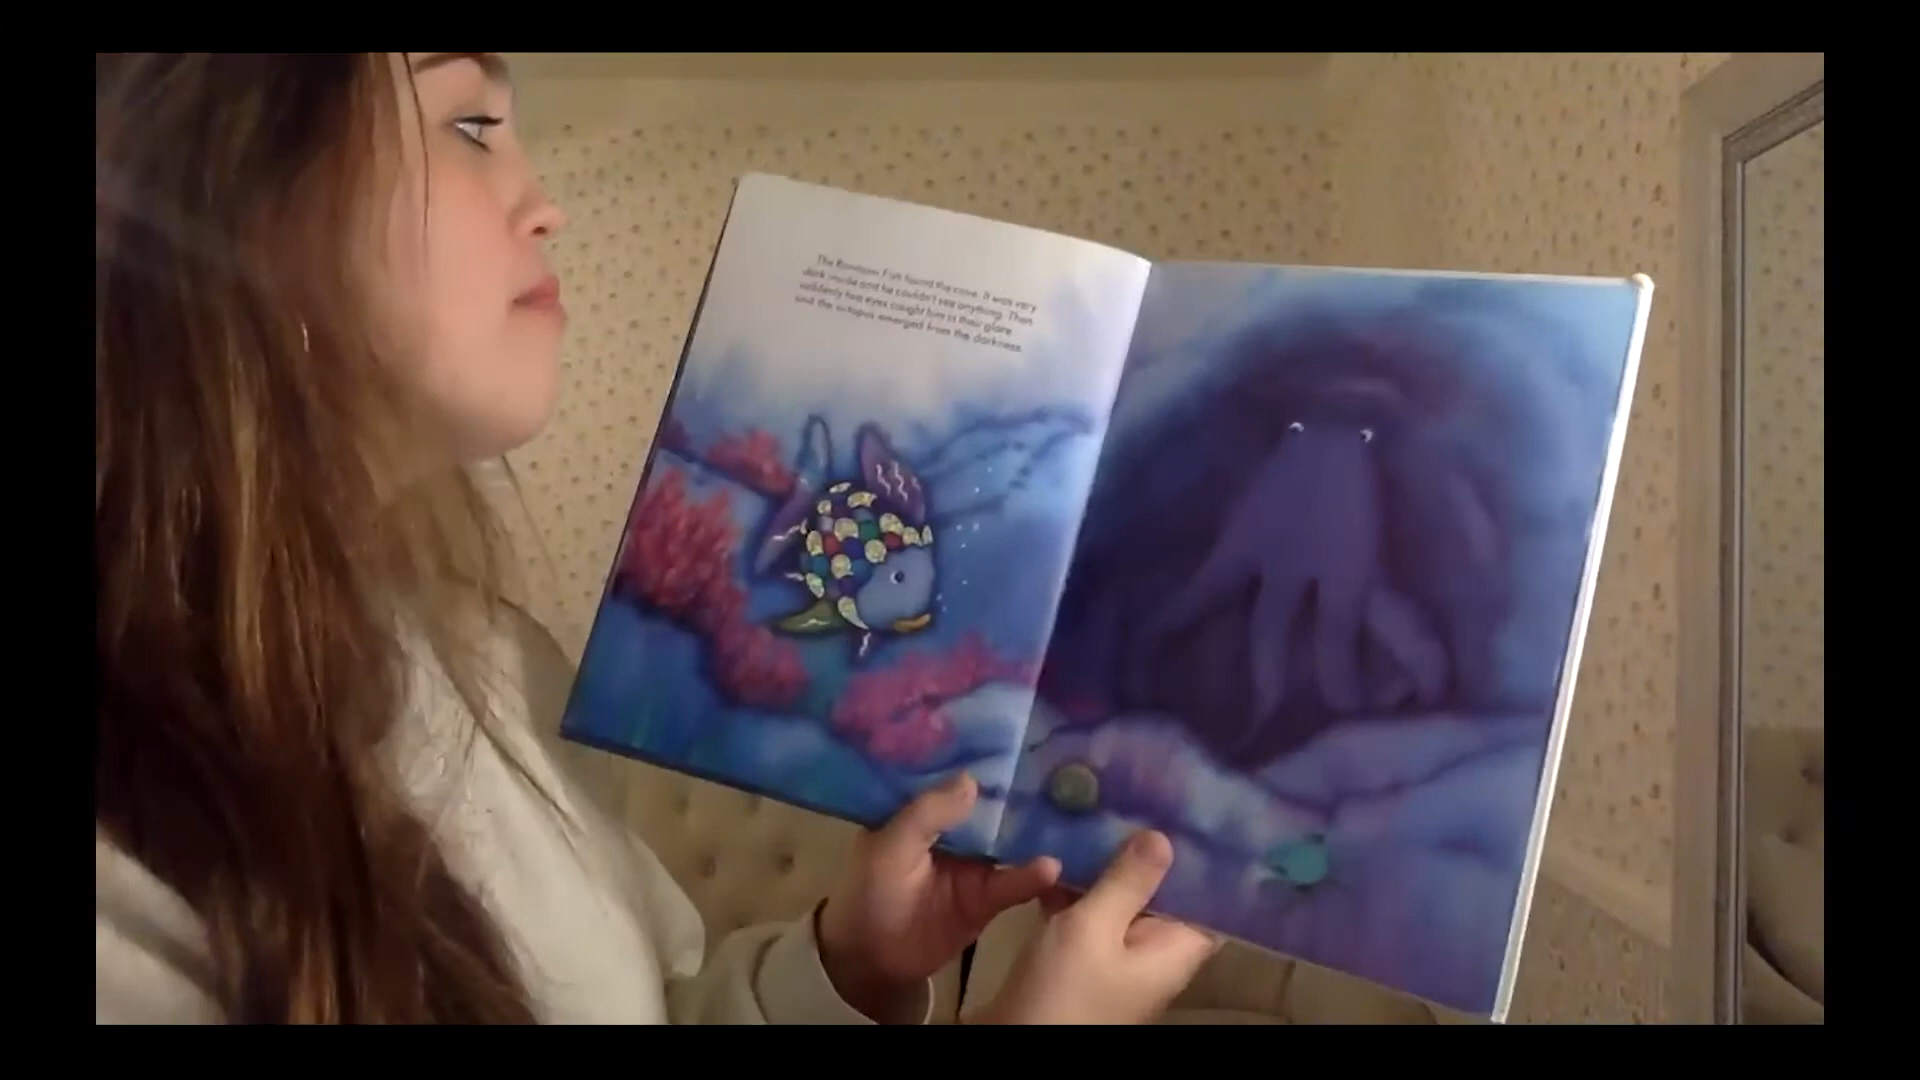 The Rainbow Fish found the cave. It was very
dark inside and he couldn't see anything. Then
suddenly two eyes caught him in their glare
and the octopus emerged from the darkness.